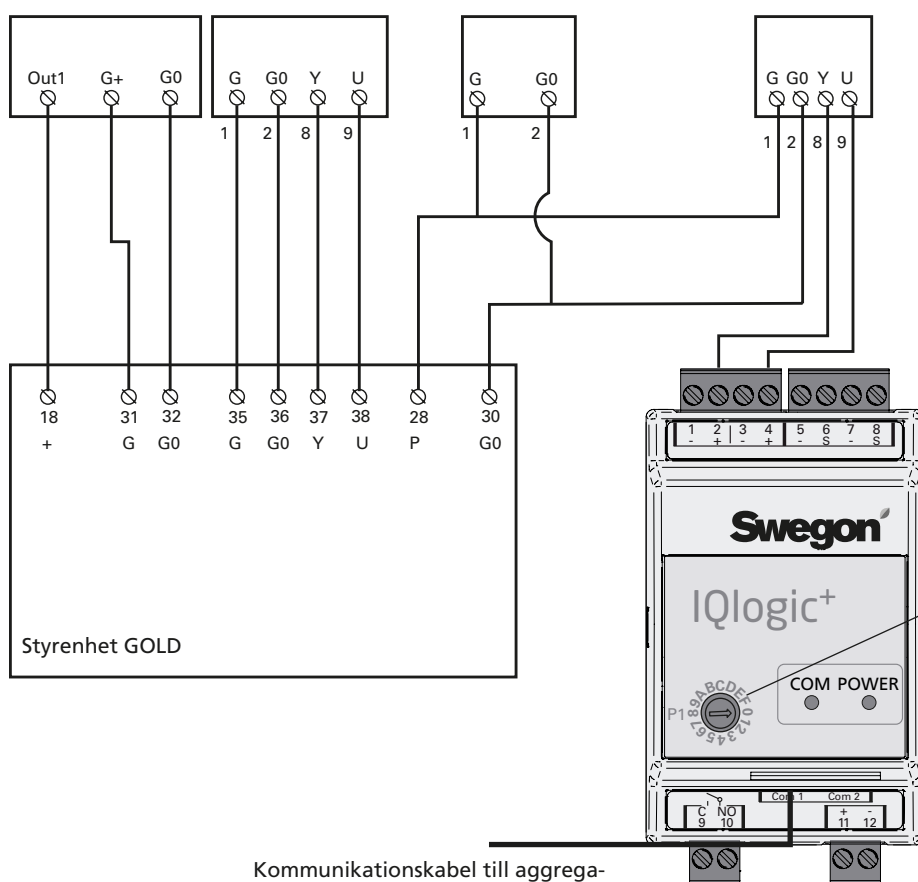 Out1 G+ G0
G G0 Y U
1 2 8 9
G G0
1 2
G G0 Y U
1 2 8 9
18 31 32 35 36 37 38 28 30
+ G G0 G G0 Y U P G0
Styrenhet GOLD
1 2 3 4 5 6 7 8
- + - + - S - S
Swegon
IQlogic+
COM POWER
P1
0123456789ABCDEF
Com 1 Com 2
C NO + -
9 10 11 12
Kommunikationskabel till aggrega-